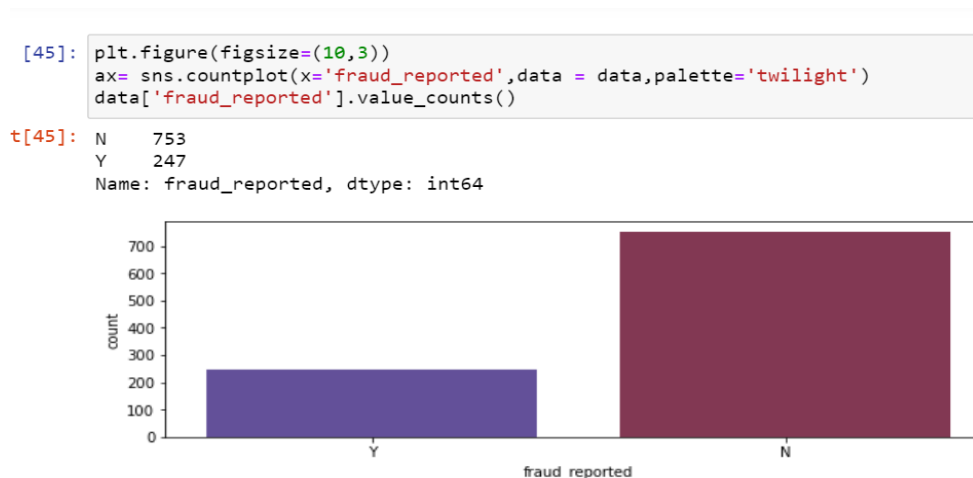 [45]: plt.figure(figsize=(10,3))
ax= sns.countplot(x='fraud_reported',data = data,palette='twilight')
data['fraud_reported'].value_counts()
t[45]: N    753
Y    247
Name: fraud_reported, dtype: int64
700
600
500
400
300
200
100
0
count
Y N
fraud_reported